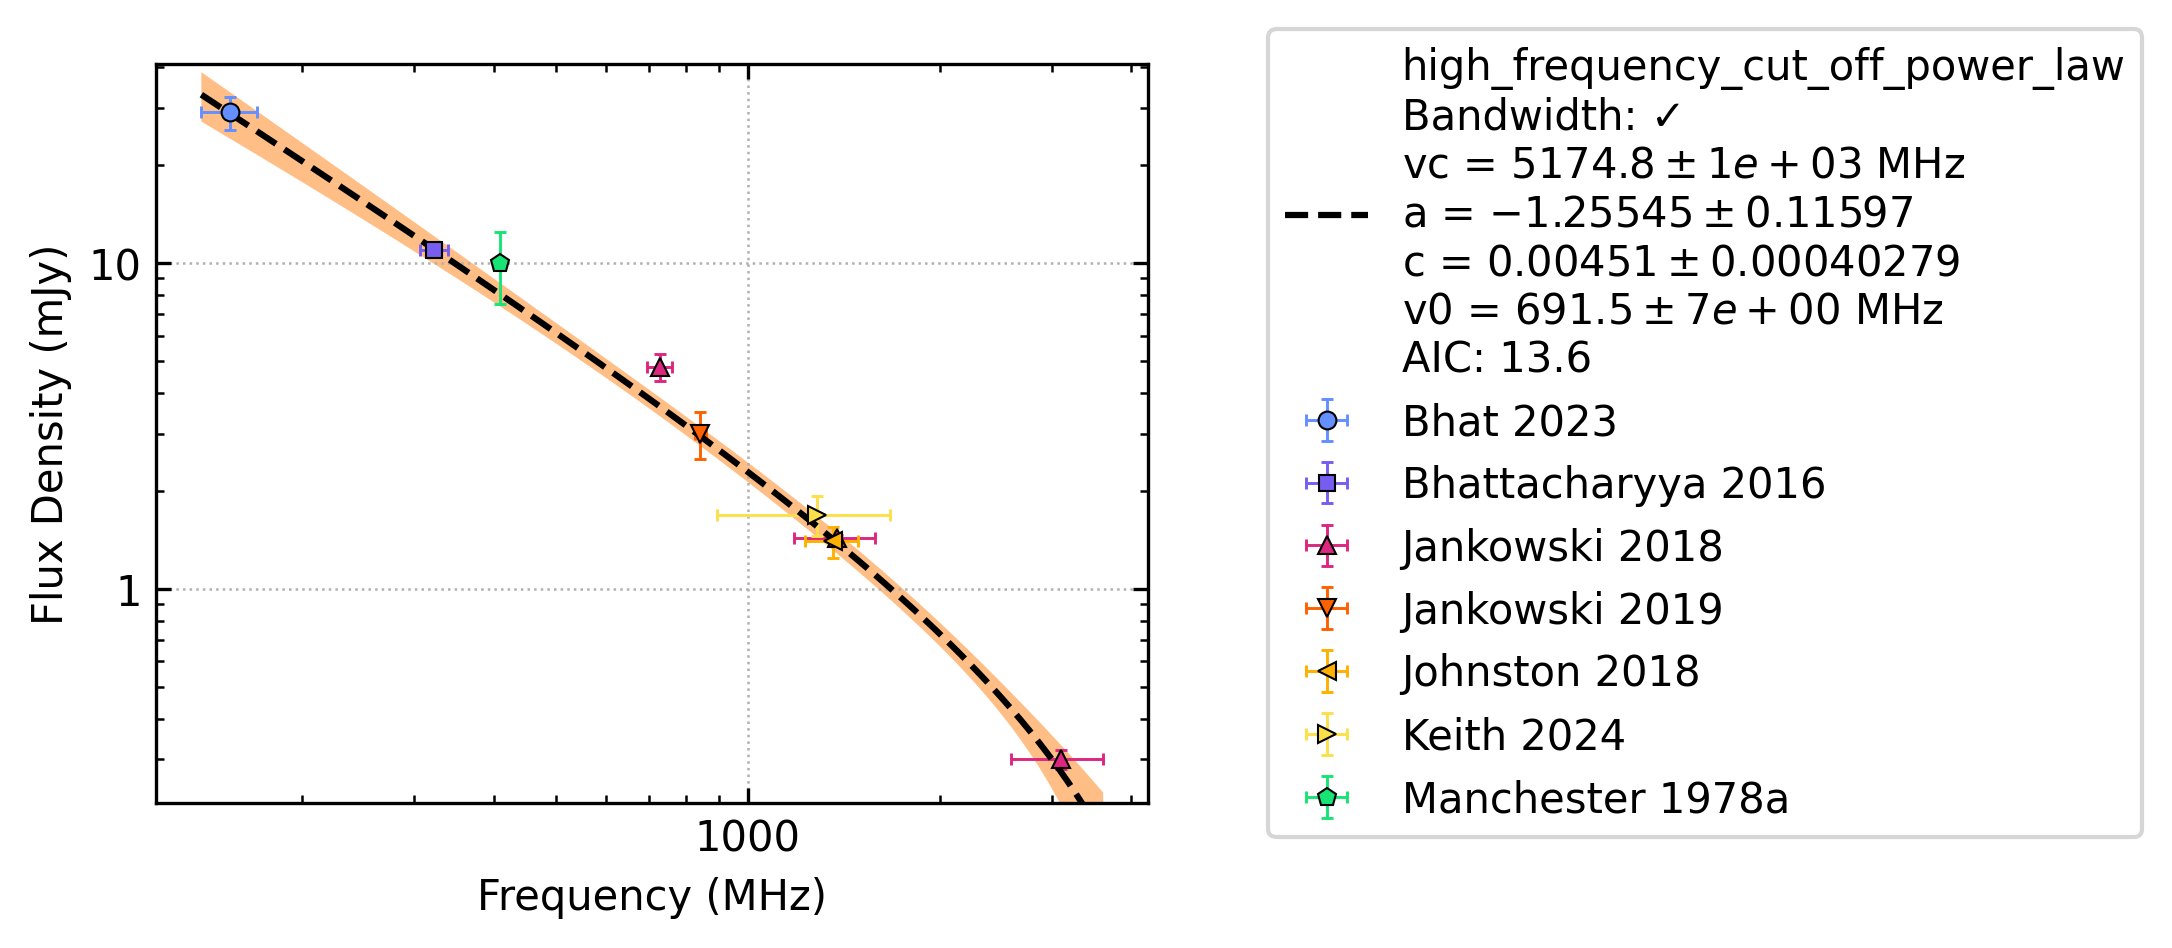 10
1
Flux Density (mJy)
1000
Frequency (MHz)
high_frequency_cut_off_power_law
Bandwidth: ✓
vc = 5174.8 ± 1e + 03 MHz
a = −1.25545 ± 0.11597
c = 0.00451 ± 0.00040279
v0 = 691.5 ± 7e + 00 MHz
AIC: 13.6
Bhat 2023
Bhattacharyya 2016
Jankowski 2018
Jankowski 2019
Johnston 2018
Keith 2024
Manchester 1978a